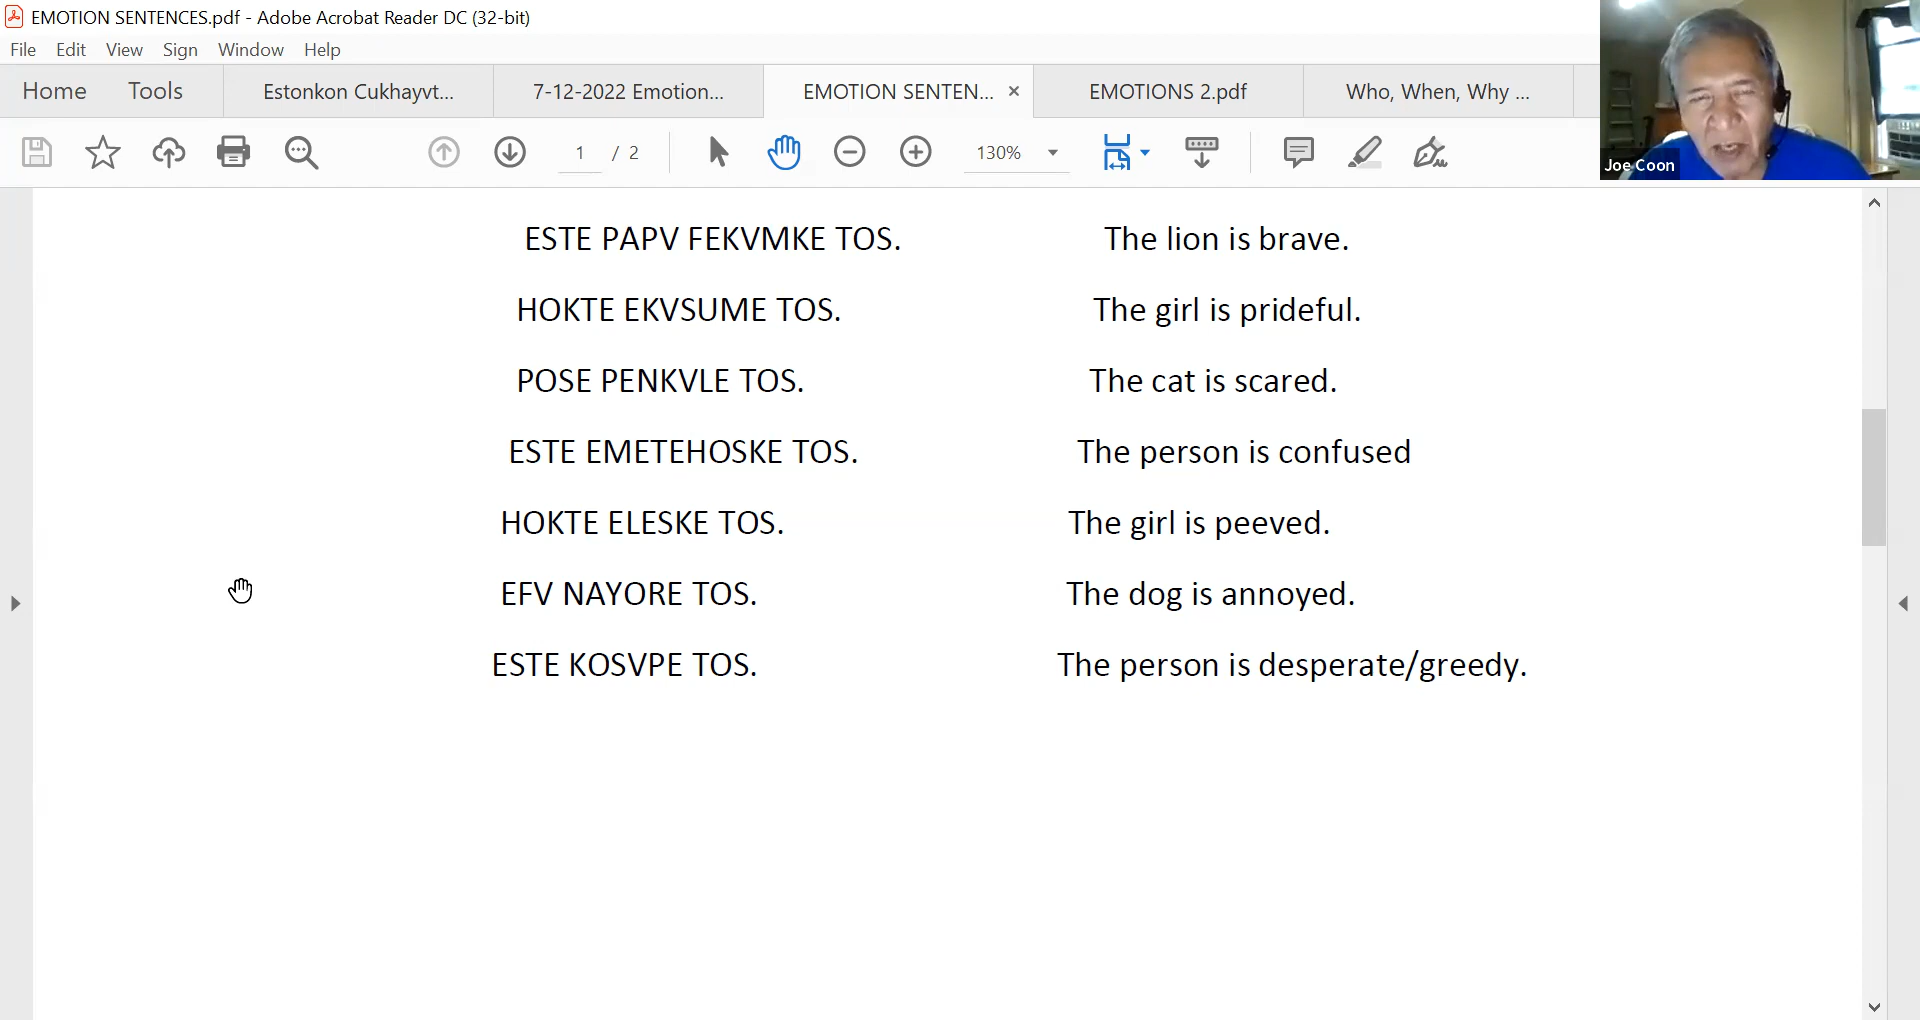 EMOTION SENTENCES.pdf - Adobe Acrobat Reader DC (32-bit)
File Edit View Sign Window Help
Home Tools Estonkon Cukhayvt... 7-12-2022 Emotion... EMOTION SENTEN... × EMOTIONS 2.pdf Who, When, Why ...
1 / 2 130%
Joe Coon
ESTE PAPV FEKVMKE TOS. The lion is brave.
HOKTE EKVSUME TOS. The girl is prideful.
POSE PENKVLE TOS. The cat is scared.
ESTE EMETEHOSKE TOS. The person is confused
HOKTE ELESKE TOS. The girl is peeved.
EFV NAYORE TOS. The dog is annoyed.
ESTE KOSVPE TOS. The person is desperate/greedy.